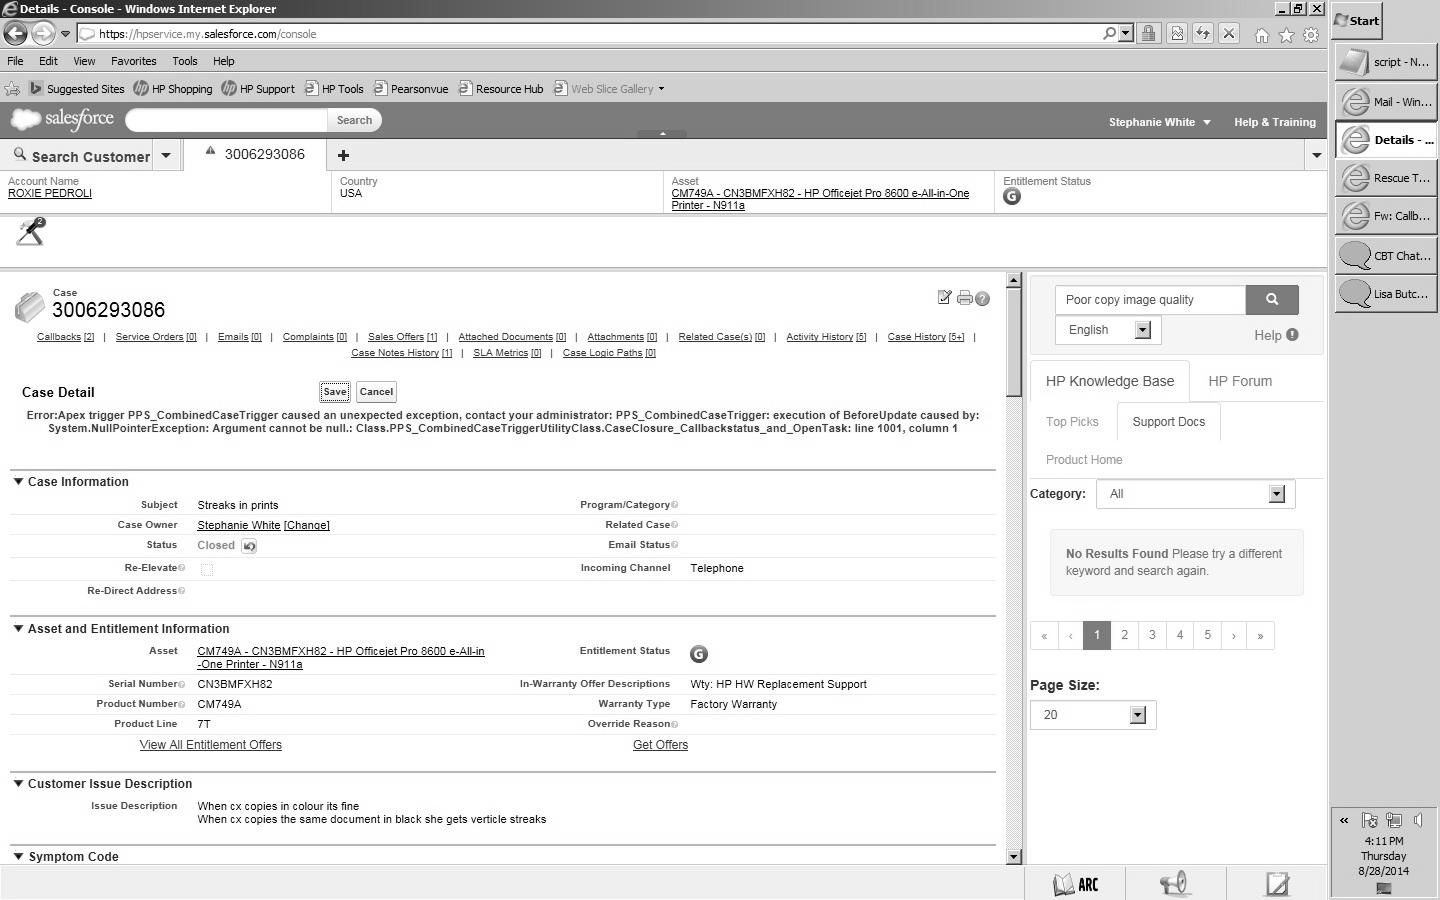 Details - Console - Windows Internet Explorer
https://hpservice.my.salesforce.com/console
File Edit View Favorites Tools Help
Suggested Sites HP Shopping HP Support HP Tools Pearsonvue Resource Hub Web Slice Gallery
salesforce Search Stephanie White Help & Training
Search Customer 3006293086
Account Name Country Asset Entitlement Status
ROXIE PEDROLI USA CM749A - CN3BMFXH82 - HP Officejet Pro 8600 e-All-in-One G
Printer - N911a
2
Case
3006293086
Callbacks [2] | Service Orders [0] | Emails [0] | Complaints [0] | Sales Offers [1] | Attached Documents [0] | Attachments [0] | Related Case(s) [0] | Activity History [5] | Case History [5+] |
Case Notes History [1] | SLA Metrics [0] | Case Logic Paths [0]
Case Detail Save Cancel
Error:Apex trigger PPS_CombinedCaseTrigger caused an unexpected exception, contact your administrator: PPS_CombinedCaseTrigger: execution of BeforeUpdate caused by:
System.NullPointerException: Argument cannot be null.: Class.PPS_CombinedCaseTriggerUtilityClass.CaseClosure_Callbackstatus_and_OpenTask: line 1001, column 1
Case Information
Subject Streaks in prints Program/Category
Case Owner Stephanie White [Change] Related Case
Status Closed Email Status
Re-Elevate Incoming Channel Telephone
Re-Direct Address
Asset and Entitlement Information
Asset CM749A - CN3BMFXH82 - HP Officejet Pro 8600 e-All-in Entitlement Status G
-One Printer - N911a
Serial Number CN3BMFXH82 In-Warranty Offer Descriptions Wty: HP HW Replacement Support
Product Number CM749A Warranty Type Factory Warranty
Product Line 7T Override Reason
View All Entitlement Offers Get Offers
Customer Issue Description
Issue Description When cx copies in colour its fine
When cx copies the same document in black she gets verticle streaks
Symptom Code
Poor copy image quality
English Help
HP Knowledge Base HP Forum
Top Picks Support Docs
Product Home
Category: All
No Results Found Please try a different
keyword and search again.
« ‹ 1 2 3 4 5 › »
Page Size:
20
ARC
Start
script - N...
Mail - Win...
Details - ...
Rescue T...
Fw: Callb...
CBT Chat...
Lisa Butc...
4:11 PM
Thursday
8/28/2014